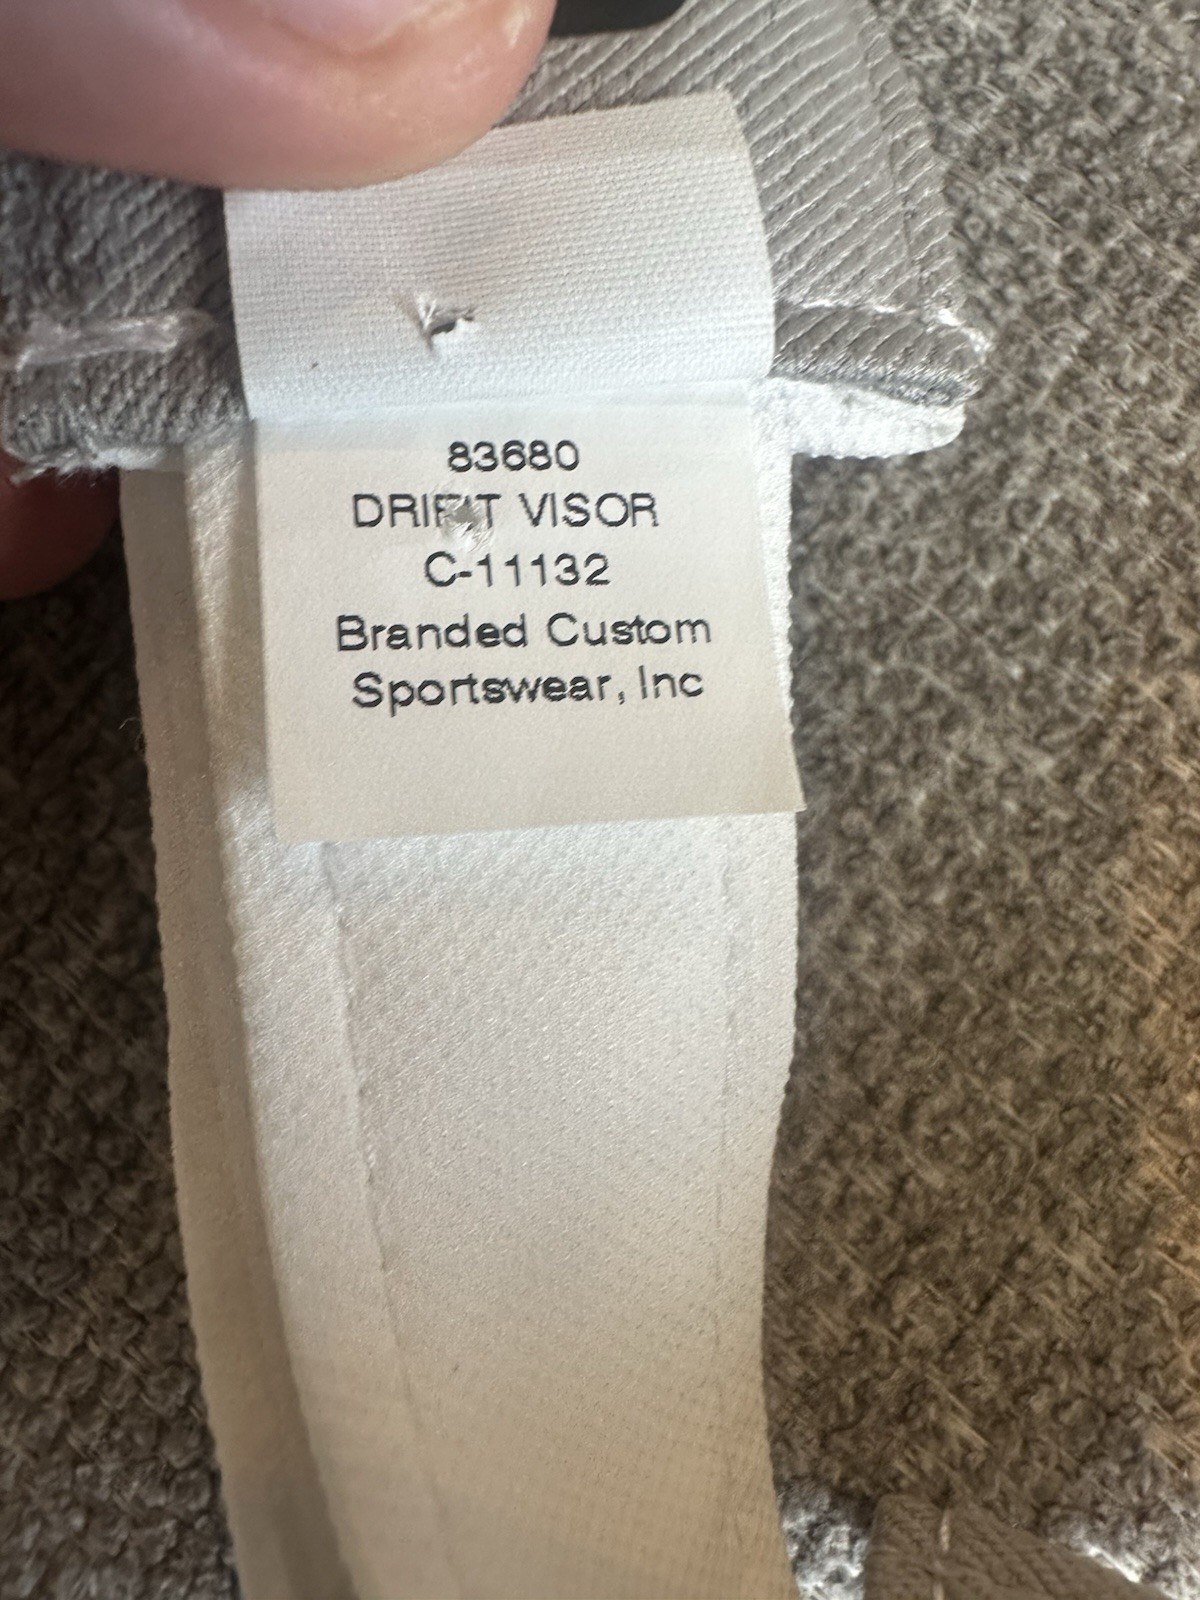 83680
DRIFIT VISOR
C-11132
Branded Custom
Sportswear, Inc